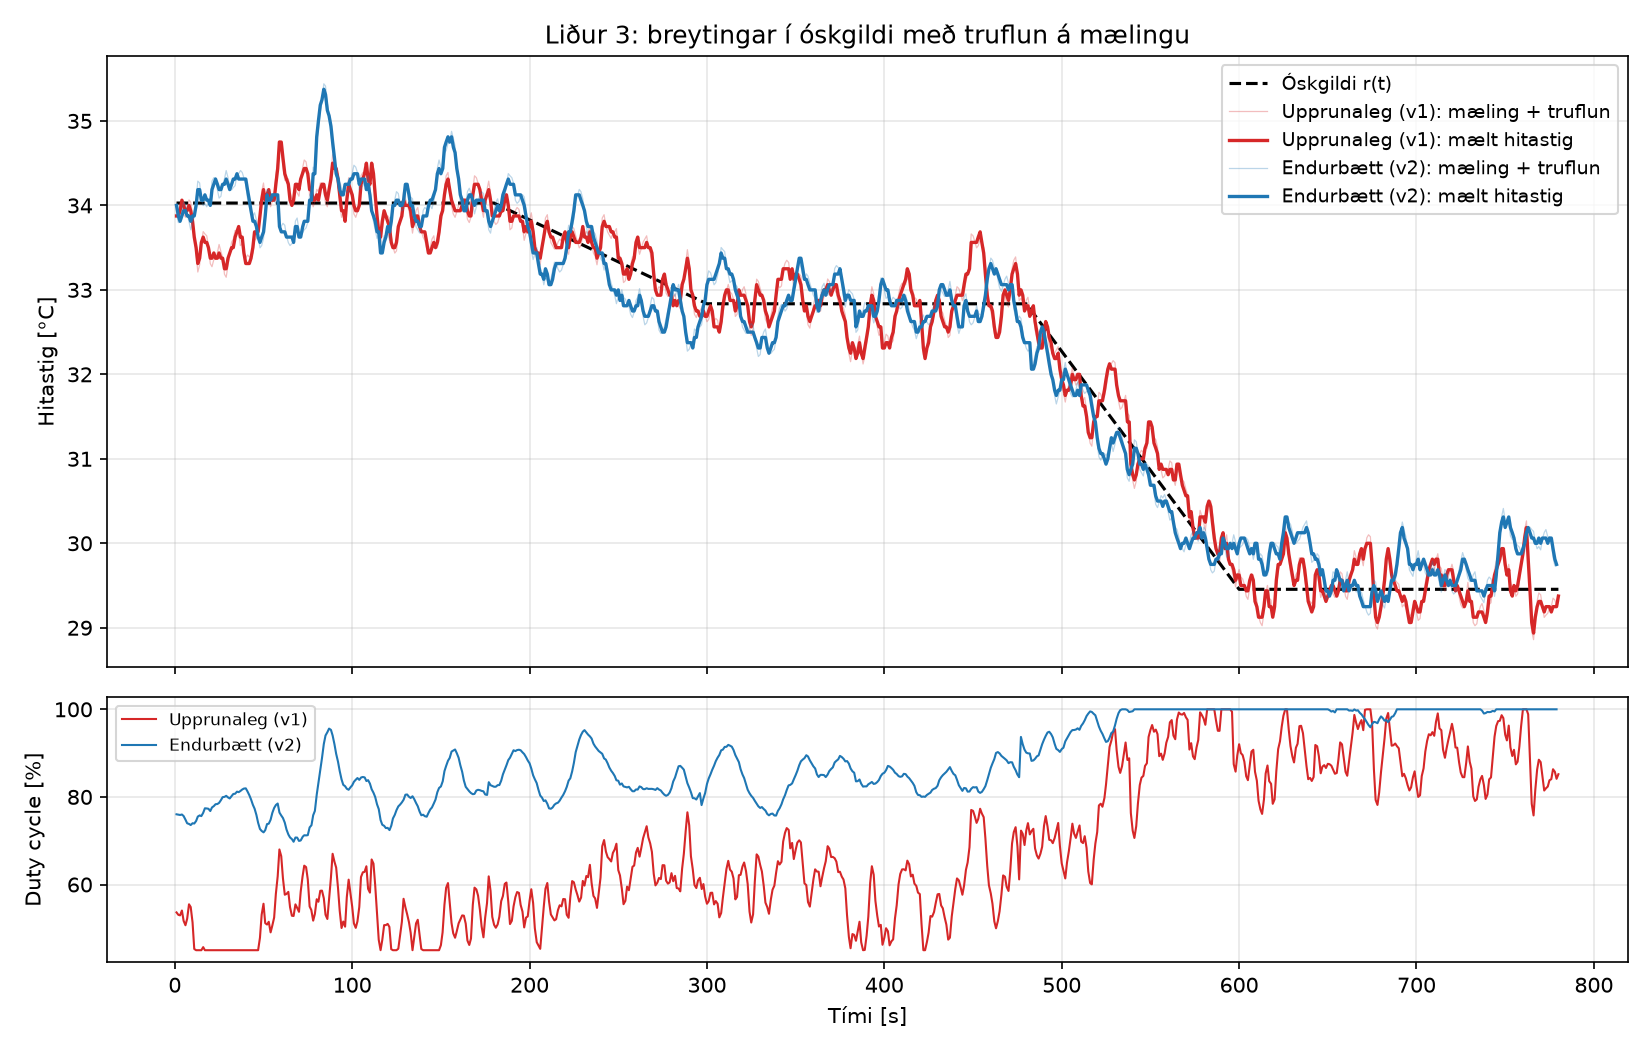 Liður 3: breytingar í óskgildi með truflun á mælingu
Óskgildi r(t)
Upprunaleg (v1): mæling + truflun
Upprunaleg (v1): mælt hitastig
Endurbætt (v2): mæling + truflun
Endurbætt (v2): mælt hitastig
Hitastig [°C]
35
34
33
32
31
30
29
Upprunaleg (v1)
Endurbætt (v2)
Duty cycle [%]
100
80
60
0 100 200 300 400 500 600 700 800
Tími [s]